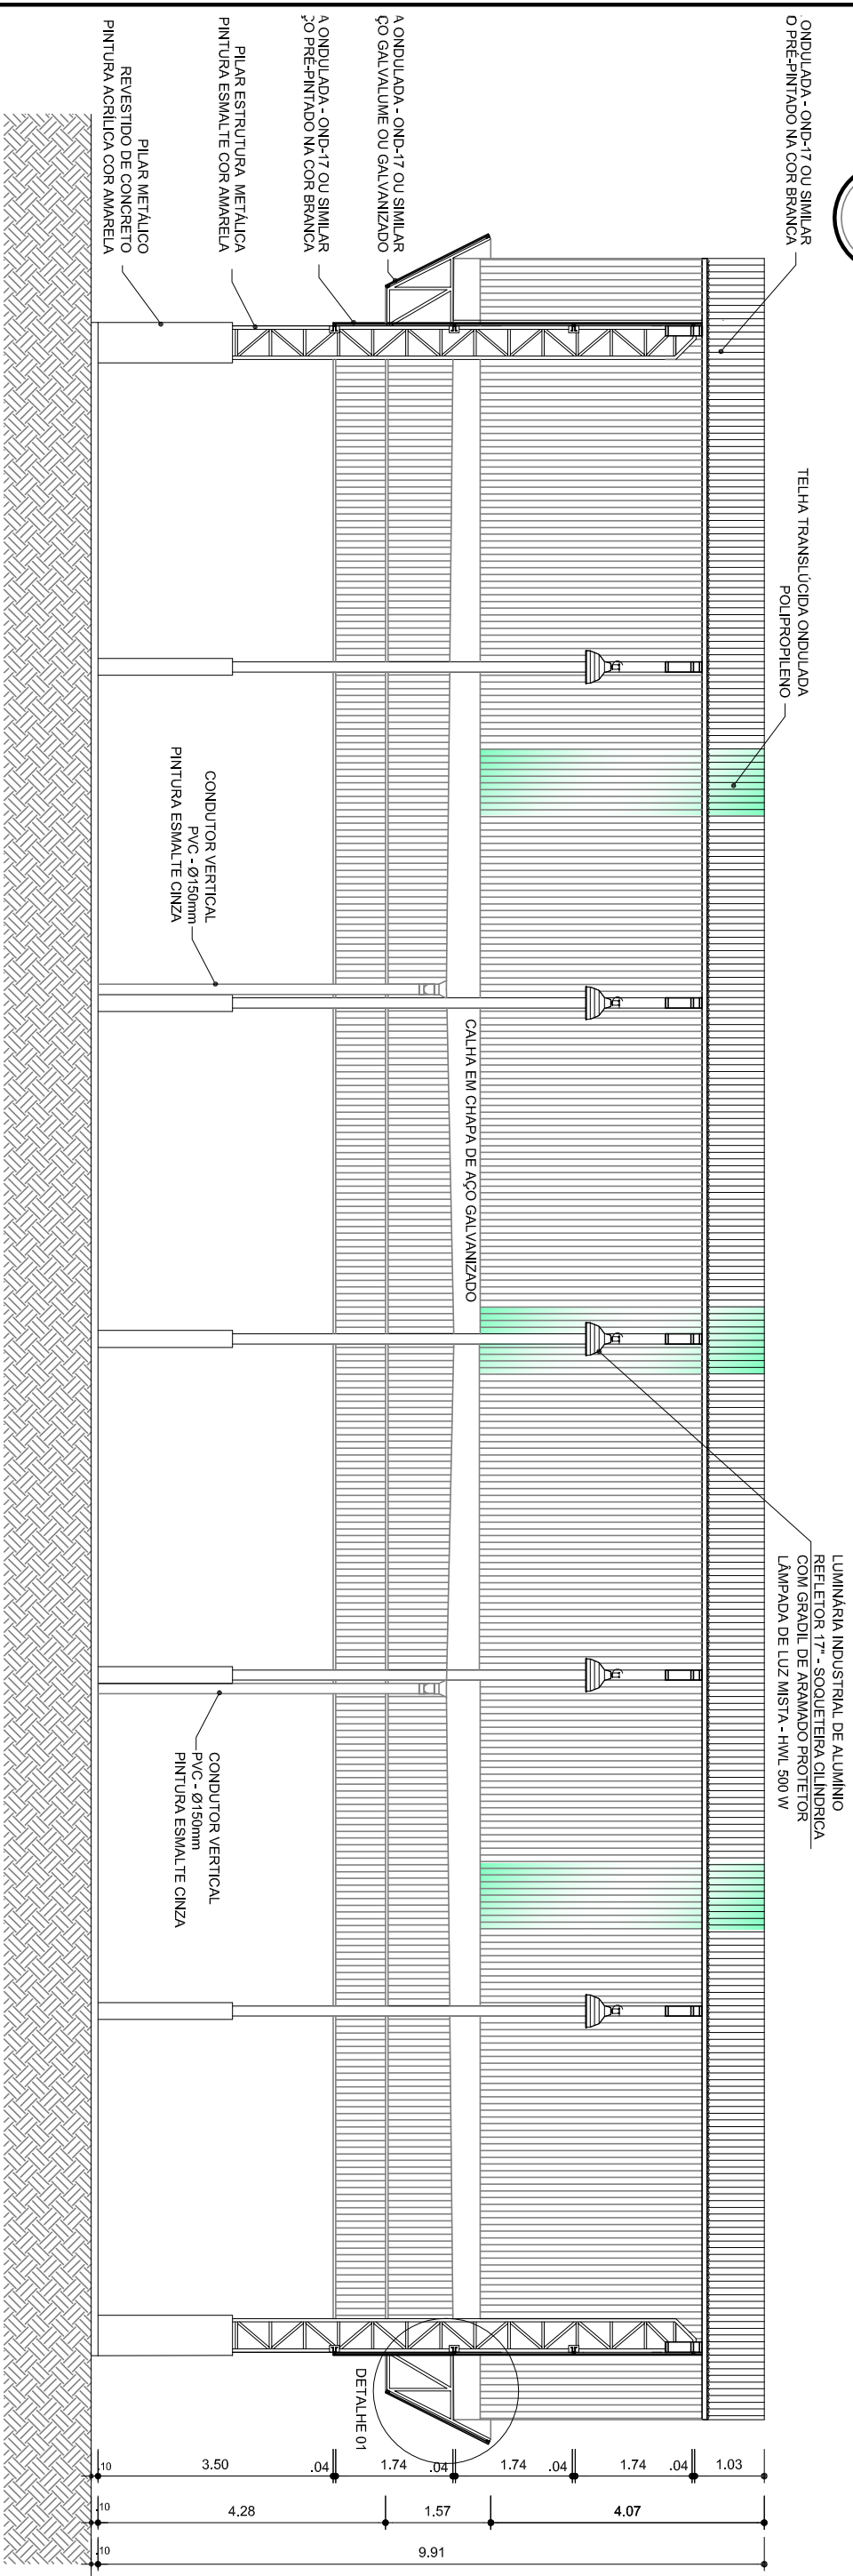 ONDULADA - OND-17 OU SIMILAR
O PRÉ-PINTADO NA COR BRANCA
TELHA TRANSLÚCIDA ONDULADA
POLIPROPILENO
LUMINÁRIA INDUSTRIAL DE ALUMÍNIO
REFLETOR 17" - SOQUETEIRA CILÍNDRICA
COM GRADIL DE ARAMADO PROTETOR
LÂMPADA DE LUZ MISTA - HWL 500 W
A ONDULADA - OND-17 OU SIMILAR
ÇO GALVALUME OU GALVANIZADO
A ONDULADA - OND-17 OU SIMILAR
ÇO PRÉ-PINTADO NA COR BRANCA
PILAR ESTRUTURA METÁLICA
PINTURA ESMALTE COR AMARELA
PILAR METÁLICO
REVESTIDO DE CONCRETO
PINTURA ACRÍLICA COR AMARELA
CALHA EM CHAPA DE AÇO GALVANIZADO
CONDUTOR VERTICAL
PVC - Ø150mm
PINTURA ESMALTE CINZA
CONDUTOR VERTICAL
PVC - Ø150mm
PINTURA ESMALTE CINZA
DETALHE 01
1.03
.04
1.74
.04
1.74
.04
1.74
.04
3.50
.10
4.07
1.57
4.28
.10
9.91
.10